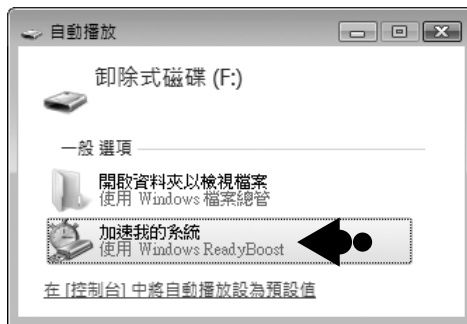 自動播放
卸除式磁碟 (F:)
一般 選項
開啟資料夾以檢視檔案
使用 Windows 檔案總管
加速我的系統
使用 Windows ReadyBoost
在 [控制台] 中將自動播放設為預設值